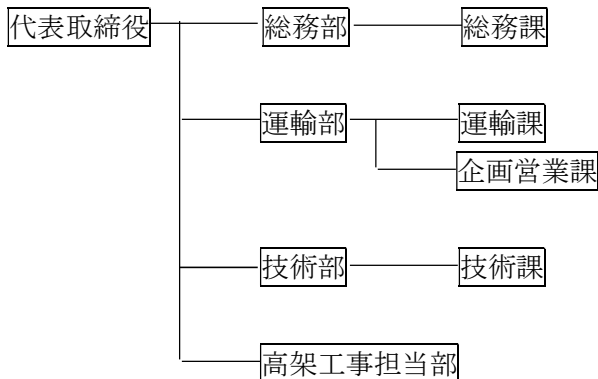 代表取締役 総務部 総務課
運輸部 運輸課
企画営業課
技術部 技術課
高架工事担当部